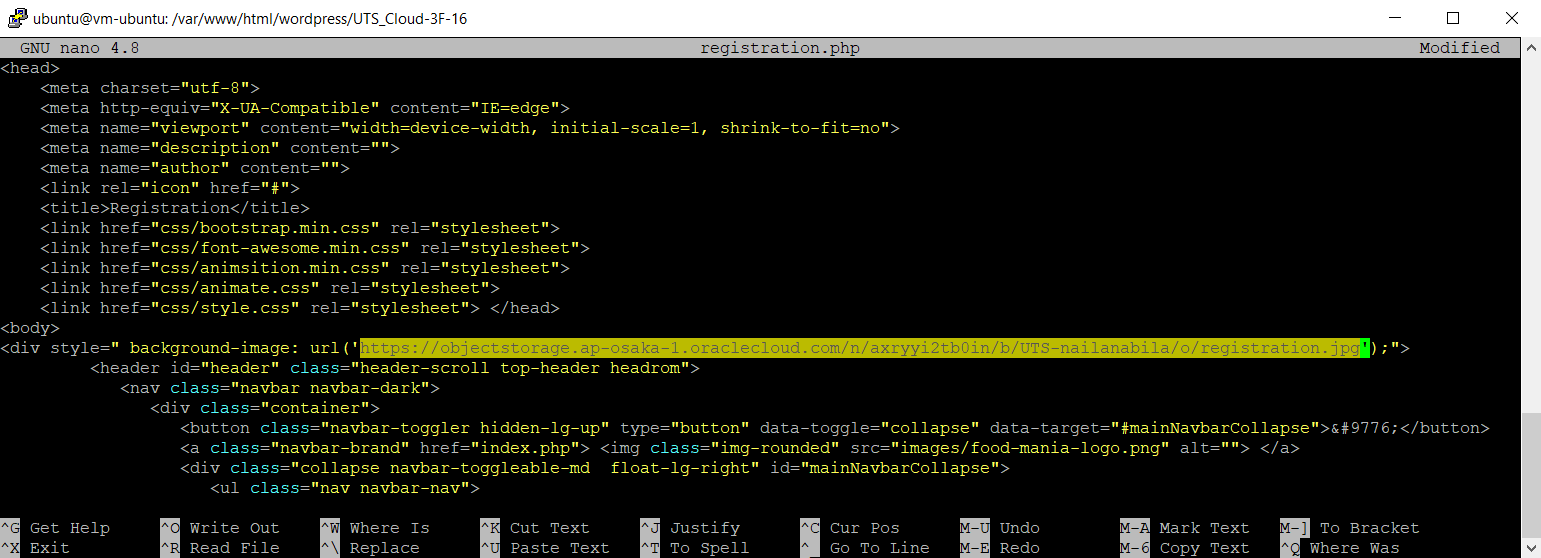 ubuntu@vm-ubuntu: /var/www/html/wordpress/UTS_Cloud-3F-16
GNU nano 4.8 registration.php Modified
<head>
<meta charset="utf-8">
<meta http-equiv="X-UA-Compatible" content="IE=edge">
<meta name="viewport" content="width=device-width, initial-scale=1, shrink-to-fit=no">
<meta name="description" content="">
<meta name="author" content="">
<link rel="icon" href="#">
<title>Registration</title>
<link href="css/bootstrap.min.css" rel="stylesheet">
<link href="css/font-awesome.min.css" rel="stylesheet">
<link href="css/animsition.min.css" rel="stylesheet">
<link href="css/animate.css" rel="stylesheet">
<link href="css/style.css" rel="stylesheet"> </head>
<body>
<div style=" background-image: url('https://objectstorage.ap-osaka-1.oraclecloud.com/n/axryyi2tb0in/b/UTS-nailanabila/o/registration.jpg');">
<header id="header" class="header-scroll top-header headrom">
<nav class="navbar navbar-dark">
<div class="container">
<button class="navbar-toggler hidden-lg-up" type="button" data-toggle="collapse" data-target="#mainNavbarCollapse">&#9776;</button>
<a class="navbar-brand" href="index.php"> <img class="img-rounded" src="images/food-mania-logo.png" alt=""> </a>
<div class="collapse navbar-toggleable-md  float-lg-right" id="mainNavbarCollapse">
<ul class="nav navbar-nav">
^G Get Help ^O Write Out ^W Where Is ^K Cut Text ^J Justify ^C Cur Pos M-U Undo M-A Mark Text M-] To Bracket
^X Exit ^R Read File ^\ Replace ^U Paste Text ^T To Spell ^_ Go To Line M-E Redo M-6 Copy Text ^Q Where Was